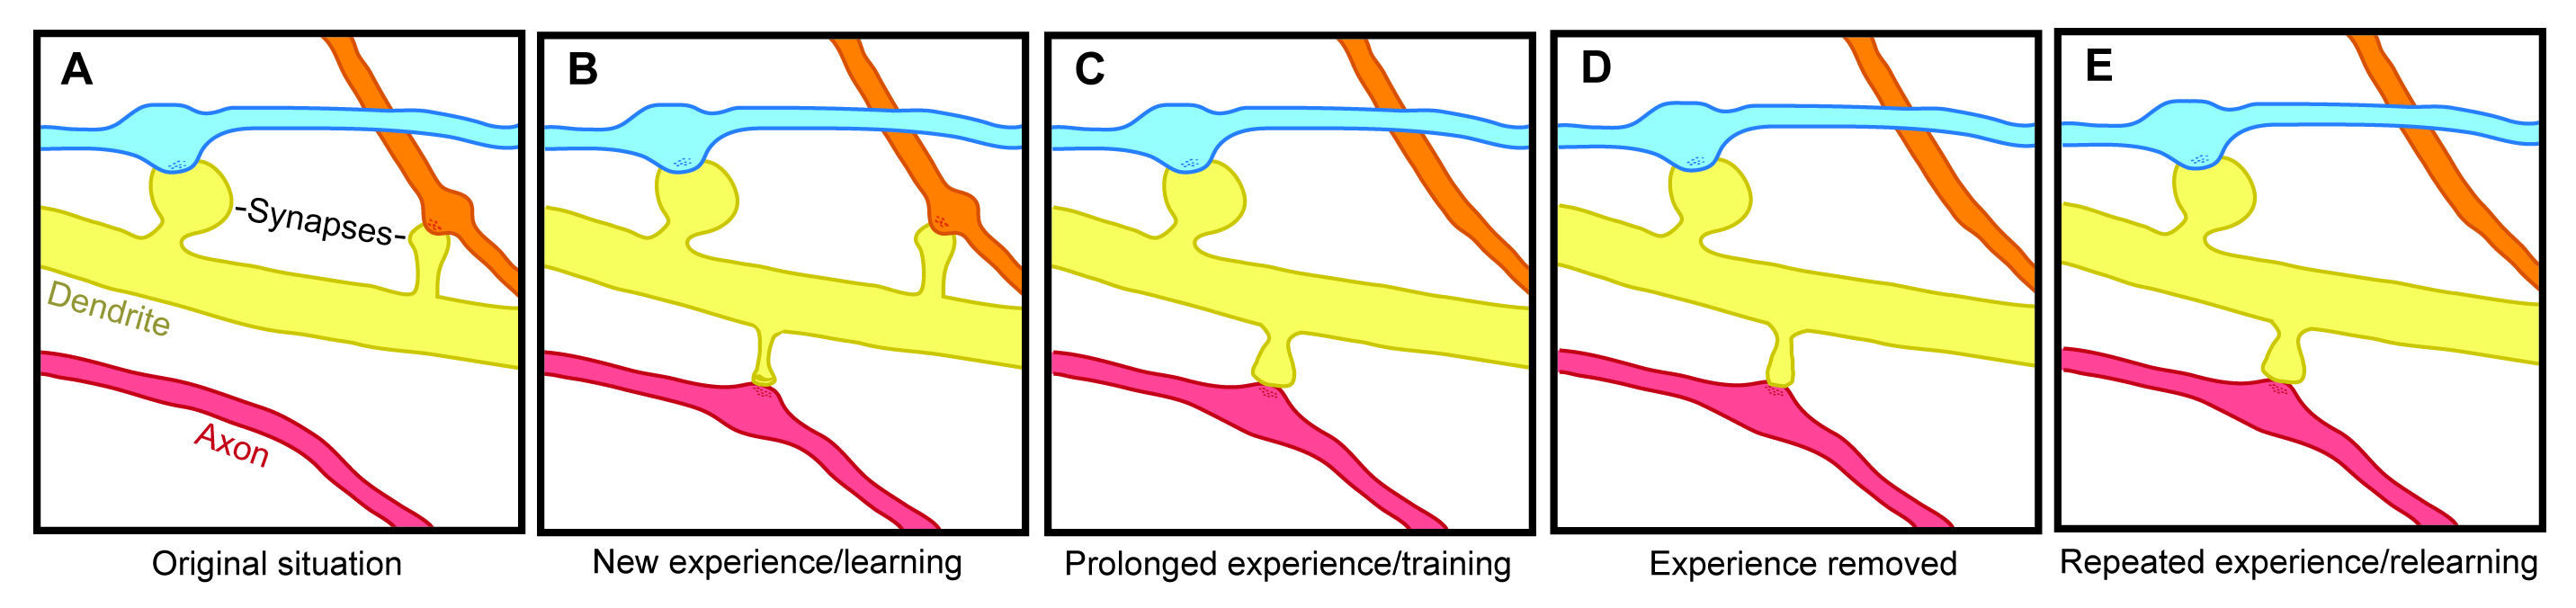 A
B
C
D
E
-Synapses-
Dendrite
Axon
Original situation
New experience/learning
Prolonged experience/training
Experience removed
Repeated experience/relearning